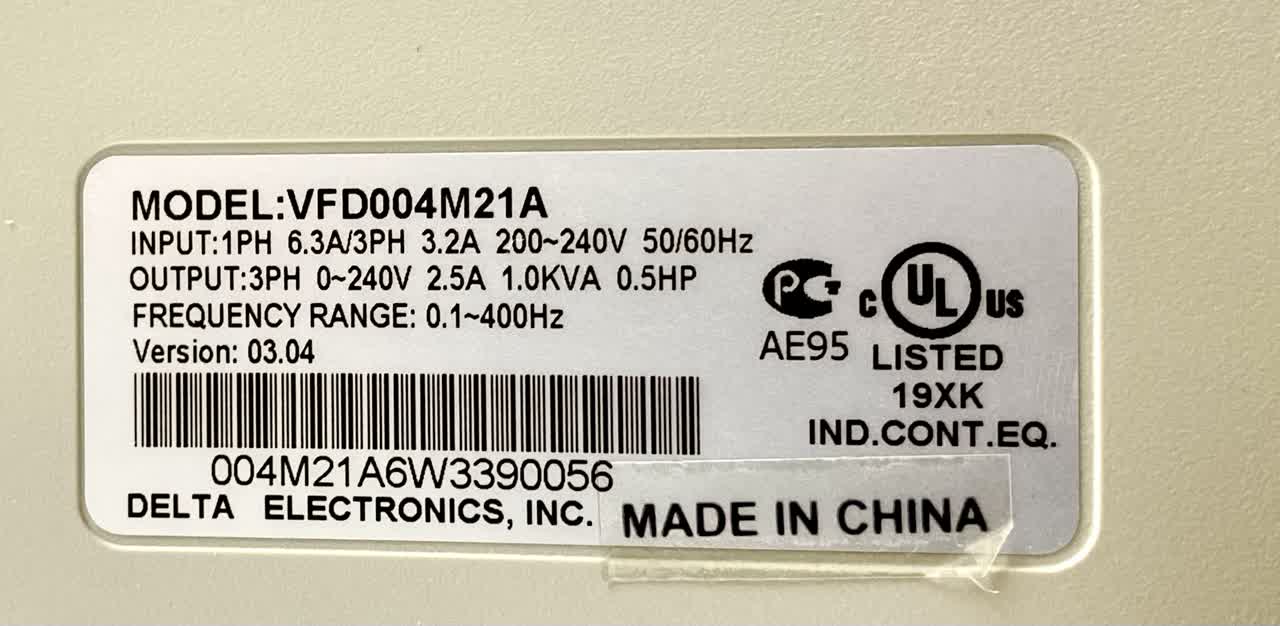 MODEL:VFD004M21A
INPUT:1PH 6.3A/3PH 3.2A 200~240V 50/60Hz
OUTPUT:3PH 0~240V 2.5A 1.0KVA 0.5HP
FREQUENCY RANGE: 0.1~400Hz
Version: 03.04
004M21A6W3390056
DELTA ELECTRONICS, INC.
PC
AE95
C UL US
LISTED
19XK
IND.CONT.EQ.
MADE IN CHINA